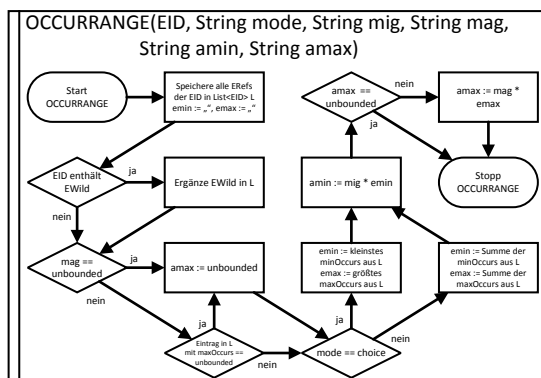 OCCURRANGE(EID, String mode, String mig, String mag,
String amin, String amax)
Start
OCCURRANGE
Speichere alle ERefs
der EID in List<EID> L
emin := „“, emax := „“
EID enthält
EWild
ja
nein
Ergänze EWild in L
mag ==
unbounded
ja
nein
amax := unbounded
Eintrag in L
mit maxOccurs ==
unbounded
ja
nein
mode == choice
ja
nein
emin := kleinstes
minOccurs aus L
emax := größtes
maxOccurs aus L
emin := Summe der
minOccurs aus L
emax := Summe der
maxOccurs aus L
amin := mig * emin
amax ==
unbounded
nein
ja
amax := mag *
emax
Stopp
OCCURRANGE